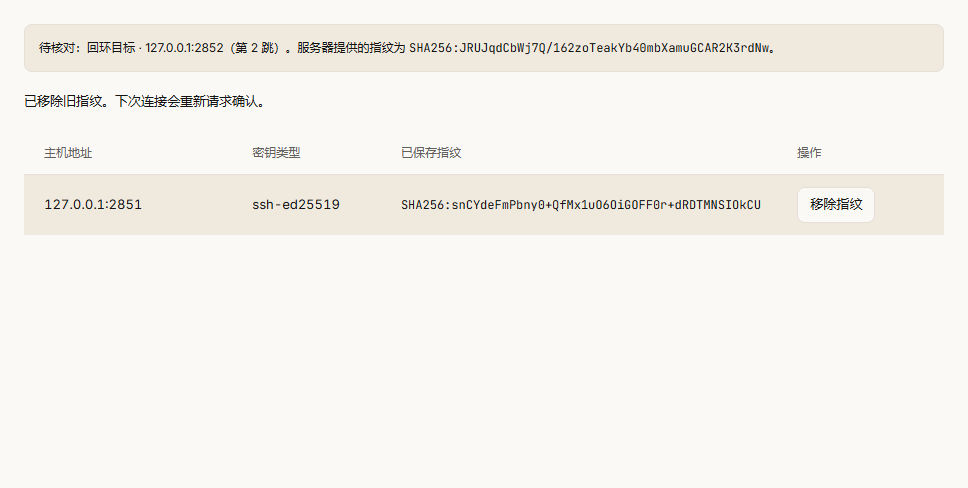 待核对：回环目标 · 127.0.0.1:2852（第 2 跳）。服务器提供的指纹为 SHA256:JRUJqdCbWj7Q/162zoTeakYb40mbXamuGCAR2K3rdNw。
已移除旧指纹。下次连接会重新请求确认。
主机地址 密钥类型 已保存指纹 操作
127.0.0.1:2851 ssh-ed25519 SHA256:snCYdeFmPbny0+QfMx1uO6OiGOFF0r+dRDTMNSIOkCU 移除指纹